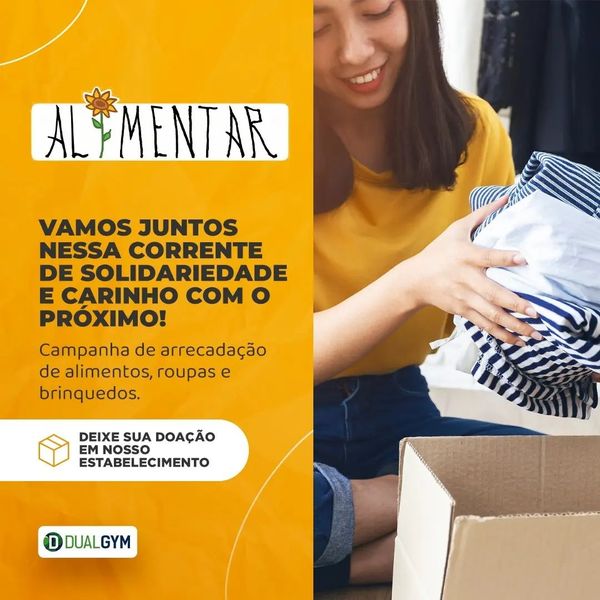 ALIMENTAR
VAMOS JUNTOS
NESSA CORRENTE
DE SOLIDARIEDADE
E CARINHO COM O
PRÓXIMO!
Campanha de arrecadação
de alimentos, roupas e
brinquedos.
DEIXE SUA DOAÇÃO
EM NOSSO
ESTABELECIMENTO
DUALGYM